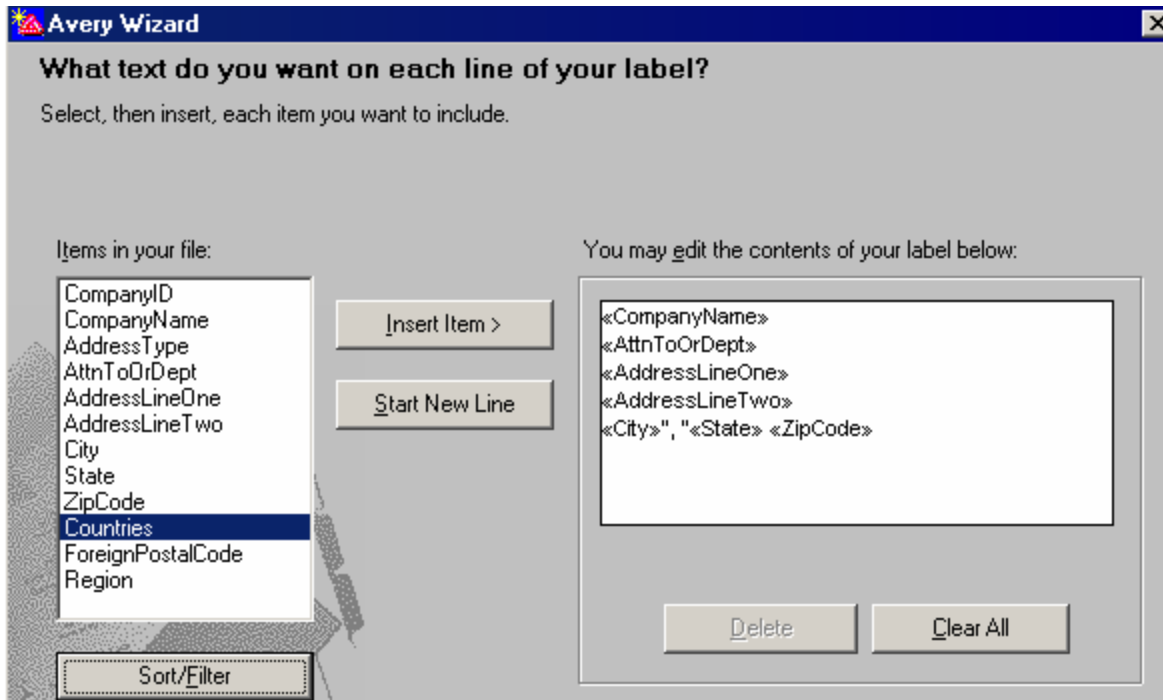 Avery Wizard
What text do you want on each line of your label?
Select, then insert, each item you want to include.
Items in your file:
CompanyID
CompanyName
AddressType
AttnToOrDept
AddressLineOne
AddressLineTwo
City
State
ZipCode
Countries
ForeignPostalCode
Region
Sort/Filter
Insert Item >
Start New Line
You may edit the contents of your label below:
«CompanyName»
«AttnToOrDept»
«AddressLineOne»
«AddressLineTwo»
«City»", "«State» «ZipCode»
Delete
Clear All